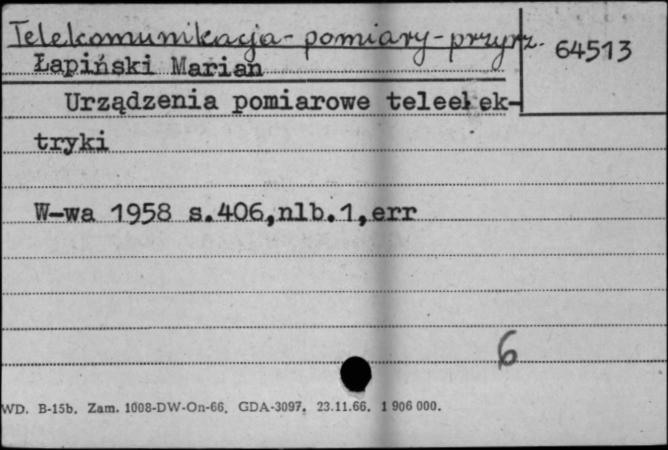 Telekomunikacja - pomiary - przyrz.
64513
Łapiński Marian
Urządzenia pomiarowe teleelek-
tryki
W-wa 1958 s.406,nlb.1,err
6
WD. B-15b. Zam. 1008-DW-On-66. GDA-3097. 23.11.66. 1 906 000.